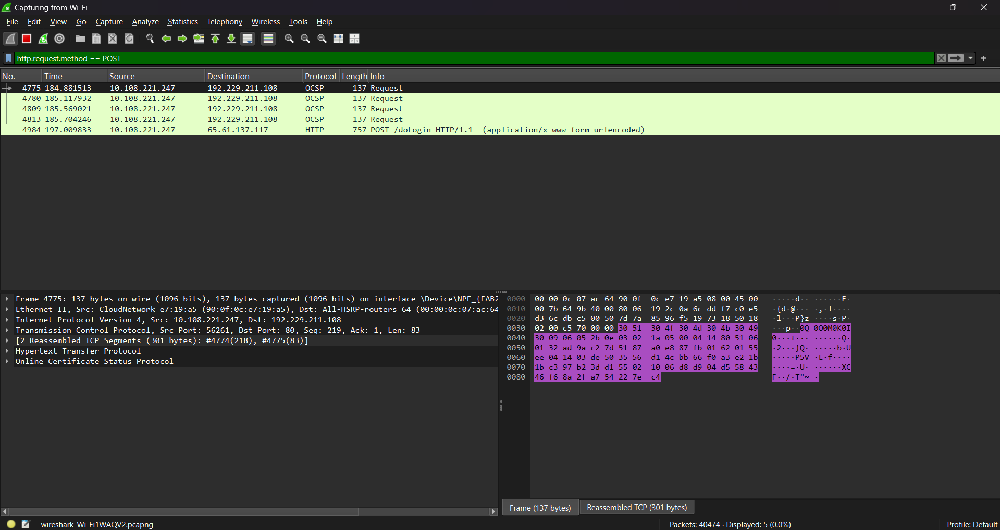 Capturing from Wi-Fi
File Edit View Go Capture Analyze Statistics Telephony Wireless Tools Help
http.request.method == POST
No. Time Source Destination Protocol Length Info
4775 184.881513 10.108.221.247 192.229.211.108 OCSP 137 Request
4780 185.117932 10.108.221.247 192.229.211.108 OCSP 137 Request
4809 185.569021 10.108.221.247 192.229.211.108 OCSP 137 Request
4813 185.704246 10.108.221.247 192.229.211.108 OCSP 137 Request
4984 197.009833 10.108.221.247 65.61.137.117 HTTP 757 POST /doLogin HTTP/1.1 (application/x-www-form-urlencoded)
Frame 4775: 137 bytes on wire (1096 bits), 137 bytes captured (1096 bits) on interface \Device\NPF_{FAB2
Ethernet II, Src: CloudNetwork_e7:19:a5 (90:0f:0c:e7:19:a5), Dst: All-HSRP-routers_64 (00:00:0c:07:ac:64
Internet Protocol Version 4, Src: 10.108.221.247, Dst: 192.229.211.108
Transmission Control Protocol, Src Port: 56261, Dst Port: 80, Seq: 219, Ack: 1, Len: 83
[2 Reassembled TCP Segments (301 bytes): #4774(218), #4775(83)]
Hypertext Transfer Protocol
Online Certificate Status Protocol
0000 00 00 0c 07 ac 64 90 0f 0c e7 19 a5 08 00 45 00 ·····d·· ······E·
0010 00 7b 64 9b 40 00 80 06 19 2c 0a 6c dd f7 c0 e5 ·{d·@··· ·,·l····
0020 d3 6c db c5 00 50 7d 7a 85 96 f5 19 73 18 50 18 ·l···P}z ····s·P·
0030 02 00 c5 70 00 00 30 51 30 4f 30 4d 30 4b 30 49 ···p··0Q 0O0M0K0I
0040 30 09 06 05 2b 0e 03 02 1a 05 00 04 14 80 51 06 0···+··· ······Q·
0050 01 32 ad 9a c2 7d 51 87 a0 e8 87 fb 01 62 01 55 ·2···}Q· ·····b·U
0060 ee 04 14 03 de 50 35 56 d1 4c bb 66 f0 a3 e2 1b ·····P5V ·L·f····
0070 1b c3 97 b2 3d d1 55 02 10 06 d8 d9 04 d5 58 43 ····=·U· ······XC
0080 46 f6 8a 2f a7 54 22 7e c4 F··/·T"~ ·
Frame (137 bytes) Reassembled TCP (301 bytes)
wireshark_Wi-Fi1WAQV2.pcapng Packets: 40474 · Displayed: 5 (0.0%) Profile: Default